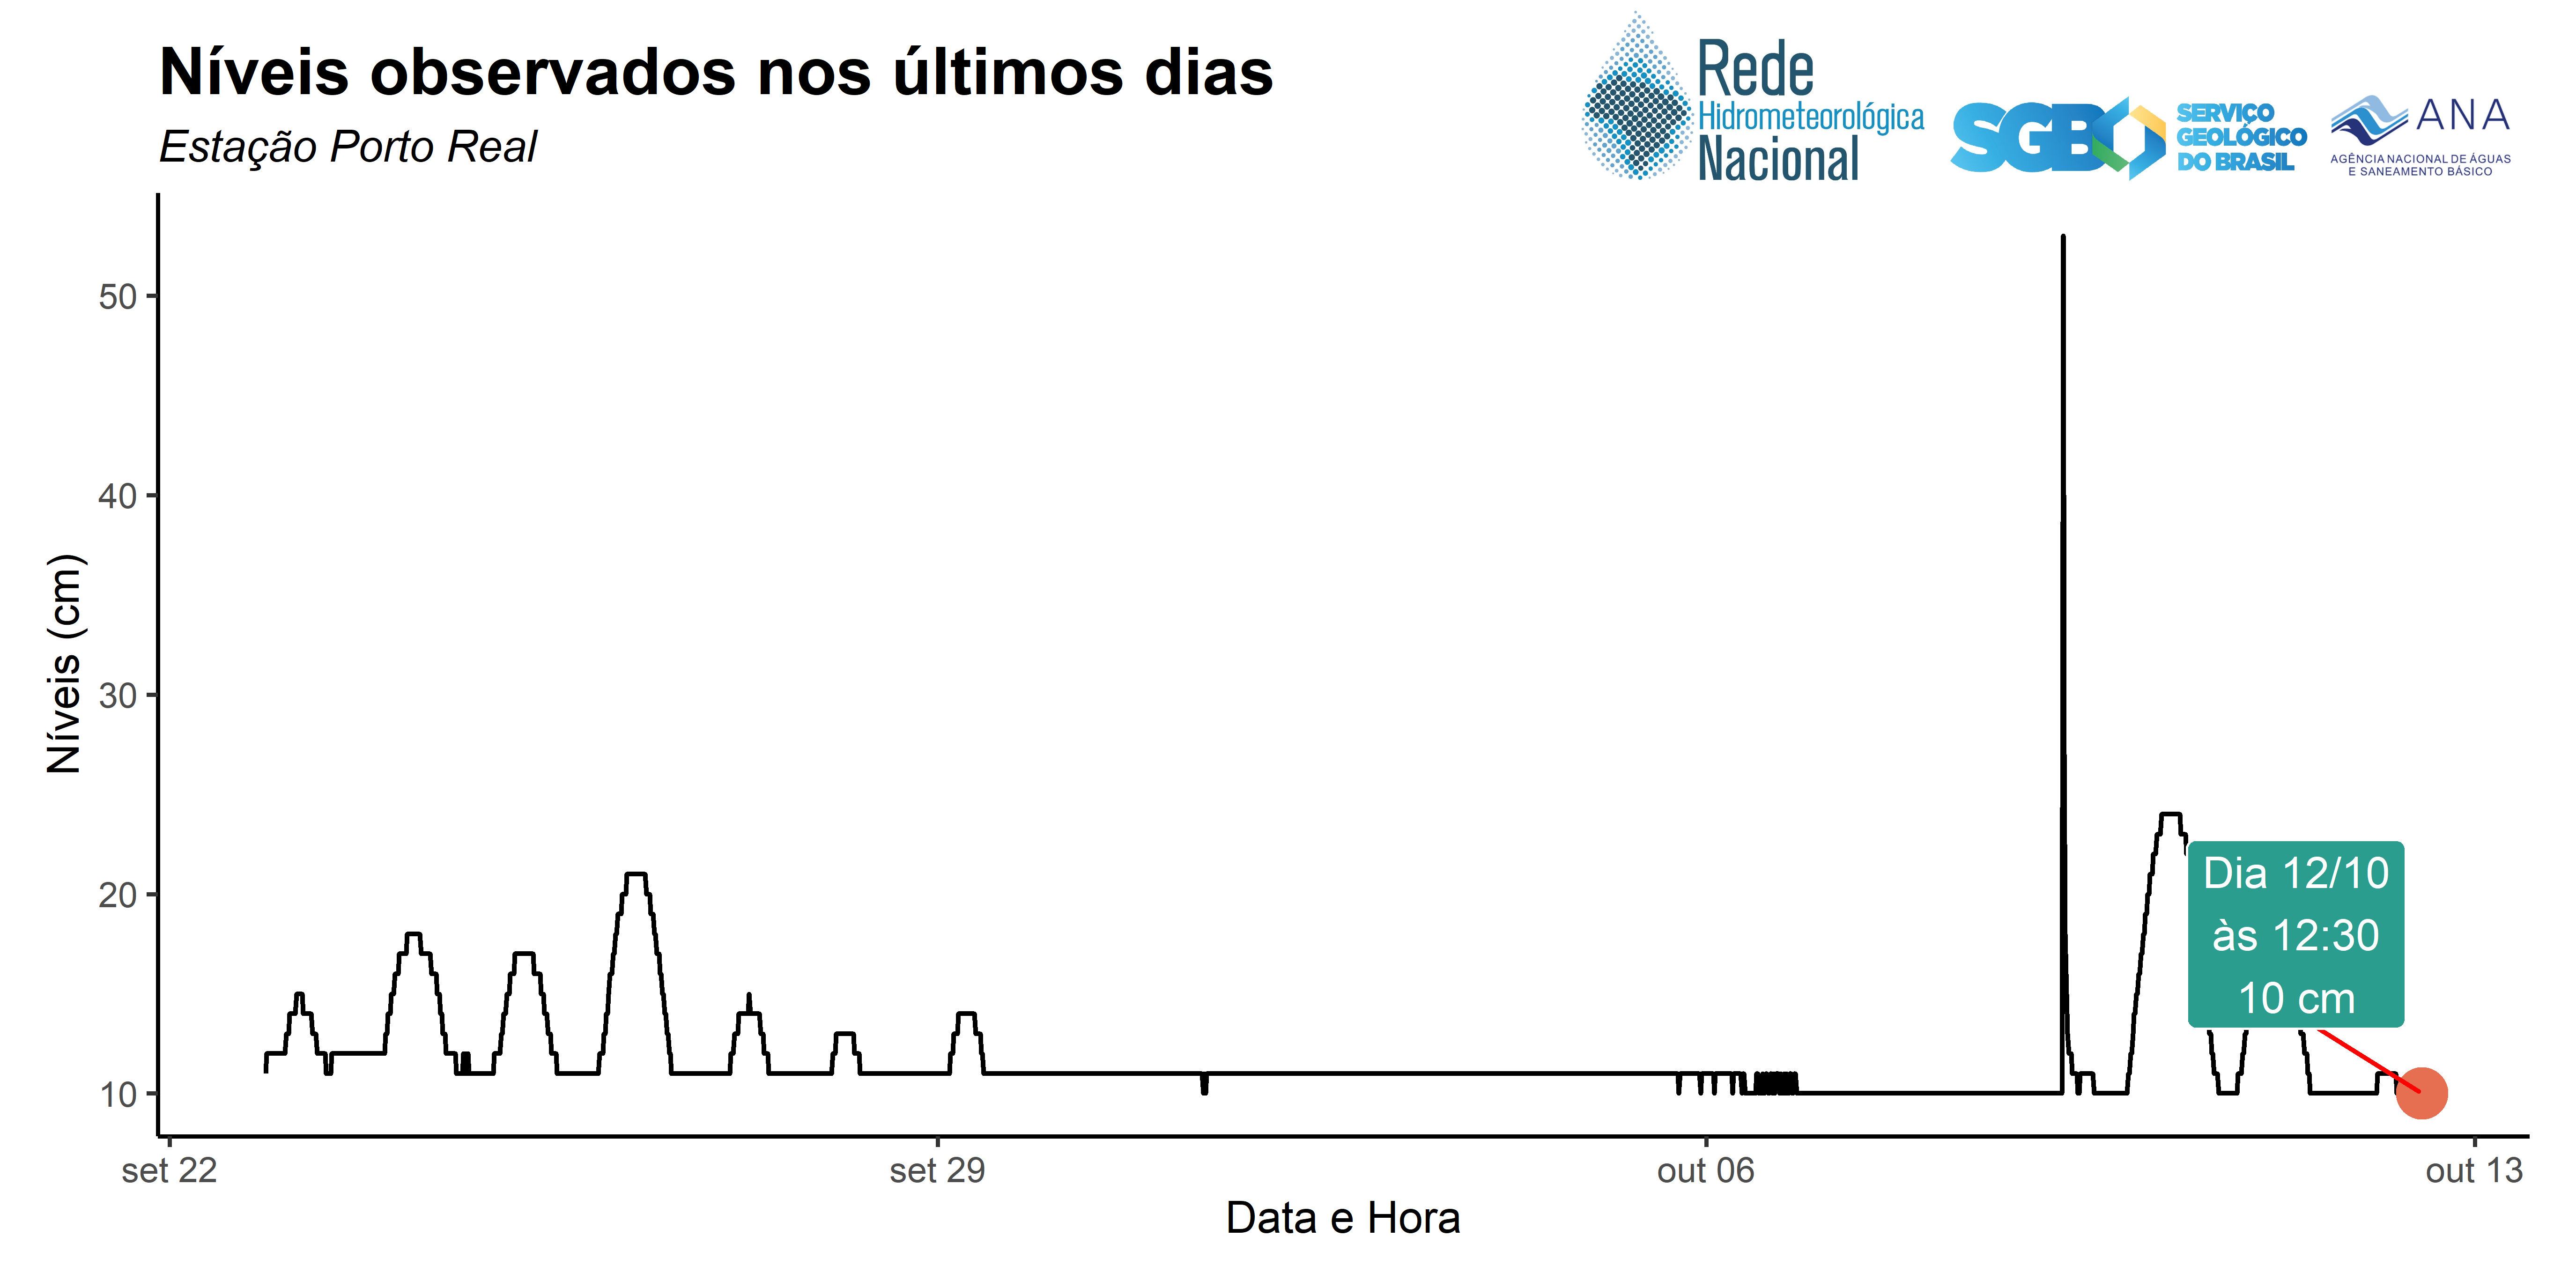 Níveis observados nos últimos dias
Estação Porto Real
Rede
Hidrometeorológica
Nacional
SGB
SERVIÇO
GEOLÓGICO
DO BRASIL
ANA
AGÊNCIA NACIONAL DE ÁGUAS
E SANEAMENTO BÁSICO
Níveis (cm)
50
40
30
20
10
Dia 12/10
às 12:30
10 cm
set 22
set 29
out 06
out 13
Data e Hora